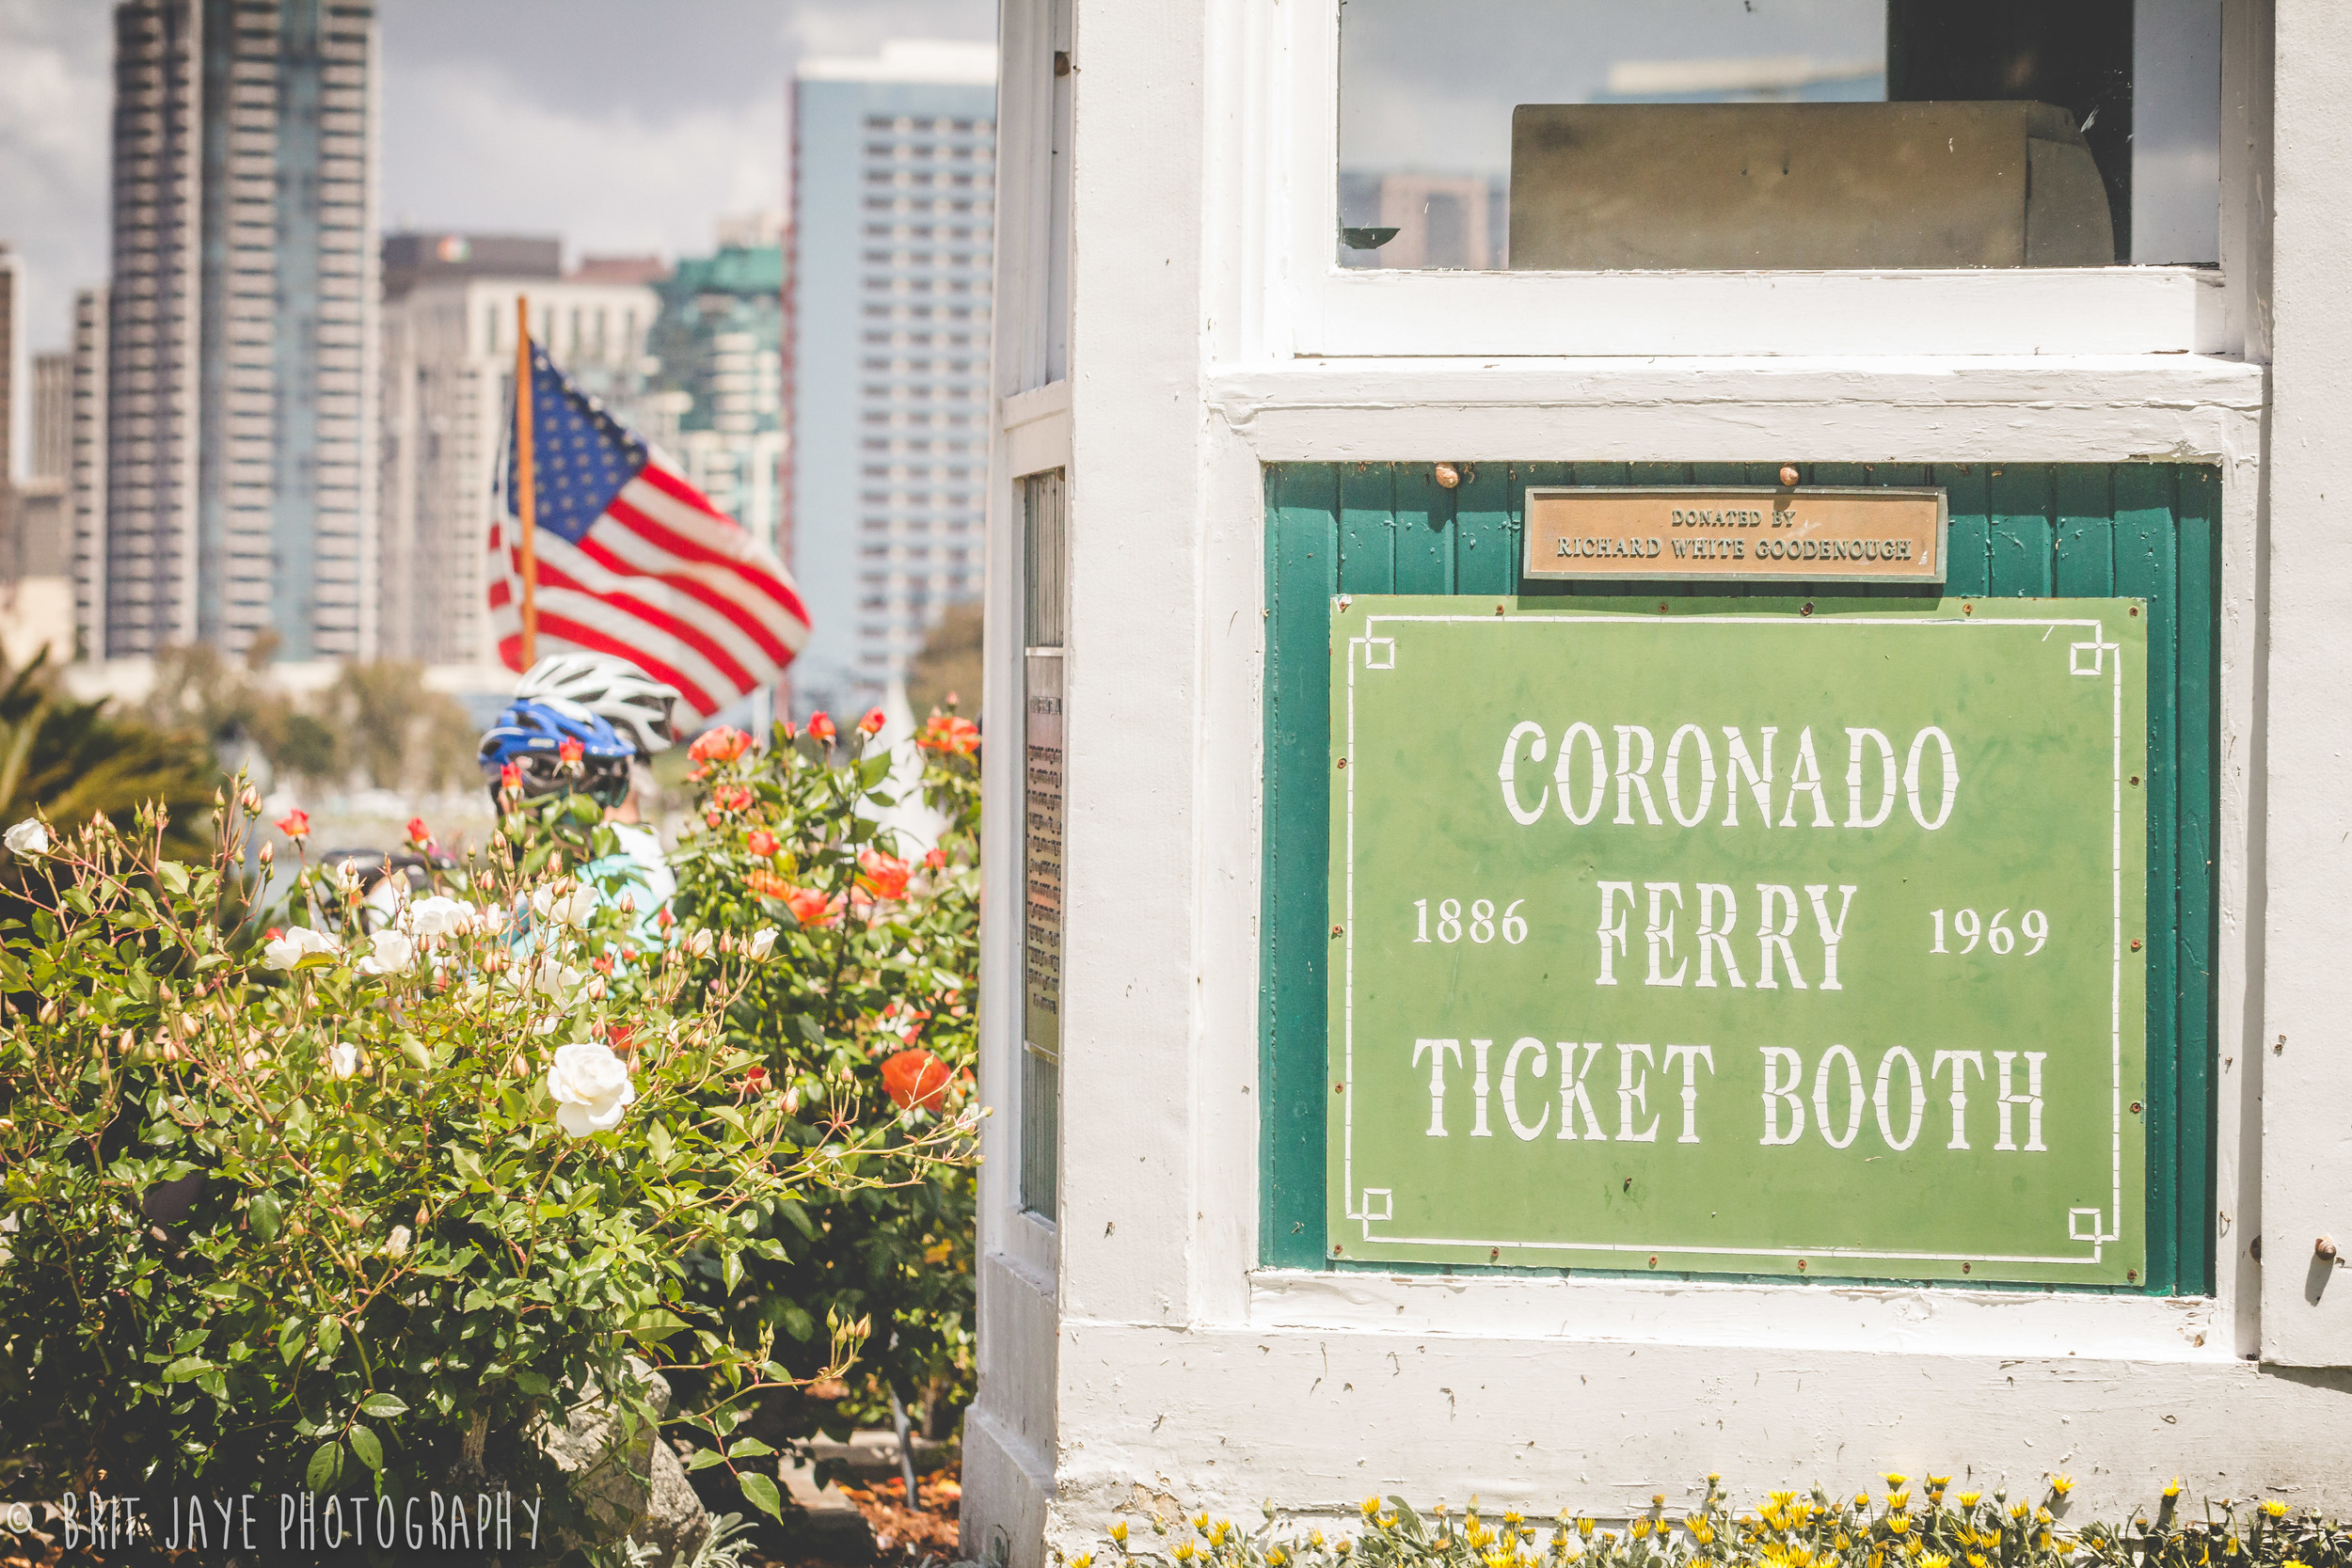 DONATED BY
RICHARD WHITE GOODENOUGH
CORONADO
1886 FERRY 1969
TICKET BOOTH
© BRIT JAYE PHOTOGRAPHY